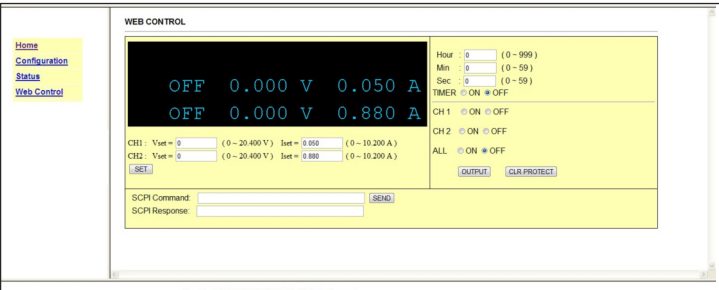 WEB CONTROL
Home
Configuration
Status
Web Control
OFF 0.000 V 0.050 A
OFF 0.000 V 0.880 A
CH1 : Vset = 0 ( 0 ~ 20.400 V ) Iset = 0.050 ( 0 ~ 10.200 A )
CH2 : Vset = 0 ( 0 ~ 20.400 V ) Iset = 0.880 ( 0 ~ 10.200 A )
SET
Hour : 0 ( 0 ~ 999 )
Min : 0 ( 0 ~ 59 )
Sec : 0 ( 0 ~ 59 )
TIMER ON OFF
CH 1 ON OFF
CH 2 ON OFF
ALL ON OFF
OUTPUT CLR PROTECT
SCPI Command: SEND
SCPI Response: